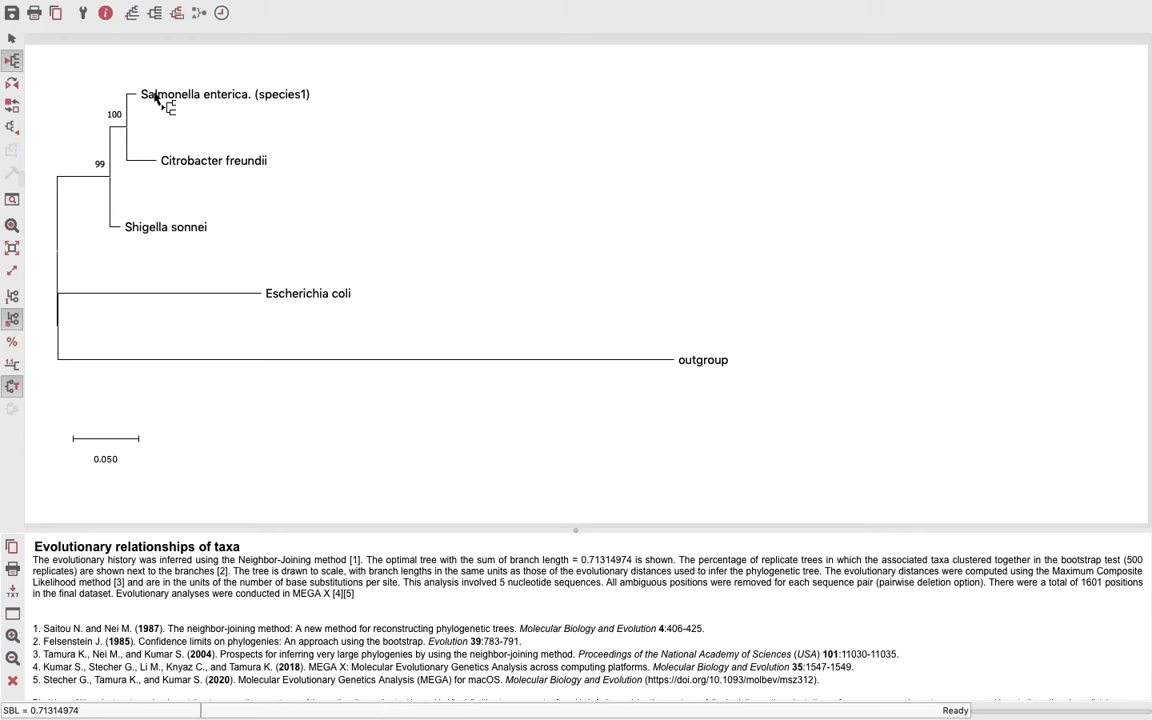 Salmonella enterica. (species1)
100
Citrobacter freundii
99
Shigella sonnei
Escherichia coli
outgroup
0.050
Evolutionary relationships of taxa
The evolutionary history was inferred using the Neighbor-Joining method [1]. The optimal tree with the sum of branch length = 0.71314974 is shown. The percentage of replicate trees in which the associated taxa clustered together in the bootstrap test (500
replicates) are shown next to the branches [2]. The tree is drawn to scale, with branch lengths in the same units as those of the evolutionary distances used to infer the phylogenetic tree. The evolutionary distances were computed using the Maximum Composite
Likelihood method [3] and are in the units of the number of base substitutions per site. This analysis involved 5 nucleotide sequences. All ambiguous positions were removed for each sequence pair (pairwise deletion option). There were a total of 1601 positions
in the final dataset. Evolutionary analyses were conducted in MEGA X [4][5]
1. Saitou N. and Nei M. (1987). The neighbor-joining method: A new method for reconstructing phylogenetic trees. Molecular Biology and Evolution 4:406-425.
2. Felsenstein J. (1985). Confidence limits on phylogenies: An approach using the bootstrap. Evolution 39:783-791.
3. Tamura K., Nei M., and Kumar S. (2004). Prospects for inferring very large phylogenies by using the neighbor-joining method. Proceedings of the National Academy of Sciences (USA) 101:11030-11035.
4. Kumar S., Stecher G., Li M., Knyaz C., and Tamura K. (2018). MEGA X: Molecular Evolutionary Genetics Analysis across computing platforms. Molecular Biology and Evolution 35:1547-1549.
5. Stecher G., Tamura K., and Kumar S. (2020). Molecular Evolutionary Genetics Analysis (MEGA) for macOS. Molecular Biology and Evolution (https://doi.org/10.1093/molbev/msz312).
SBL = 0.71314974
Ready